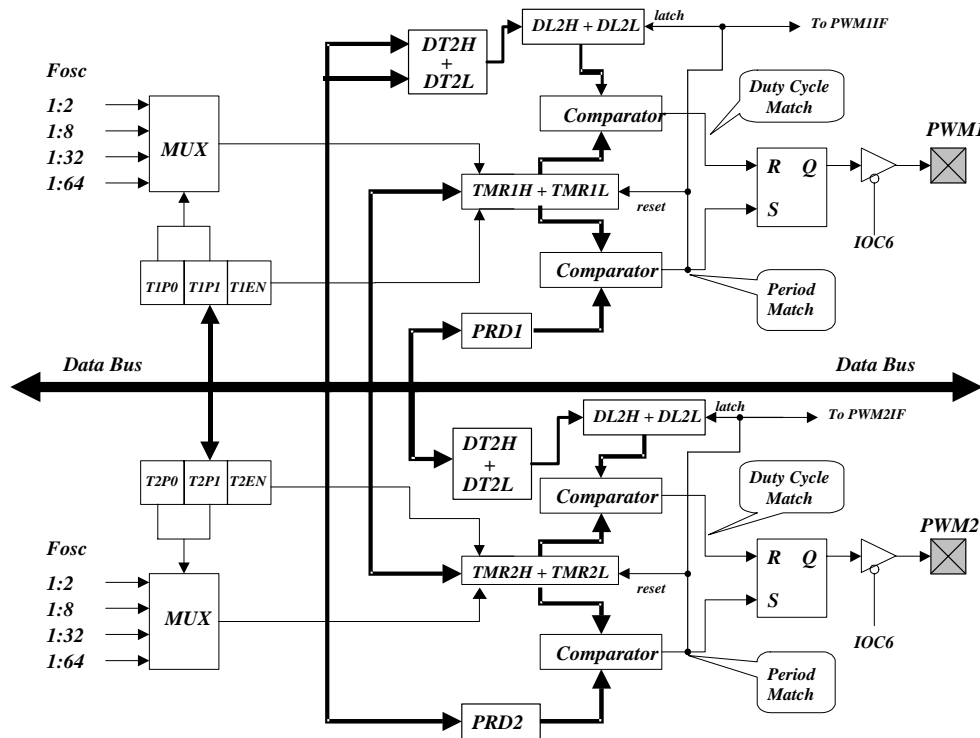 DL2H + DL2L
latch
To PWM1IF
DT2H
+
DT2L
Fosc
1:2
1:8
1:32
1:64
MUX
Comparator
Duty Cycle
Match
PWM1
R Q
S
TMR1H + TMR1L
reset
IOC6
T1P0 T1P1 T1EN
Comparator
Period
Match
PRD1
Data Bus
Data Bus
DL2H + DL2L
latch
To PWM2IF
DT2H
+
DT2L
T2P0 T2P1 T2EN
Comparator
Duty Cycle
Match
PWM2
Fosc
1:2
1:8
1:32
1:64
MUX
TMR2H + TMR2L
reset
R Q
S
IOC6
Comparator
Period
Match
PRD2